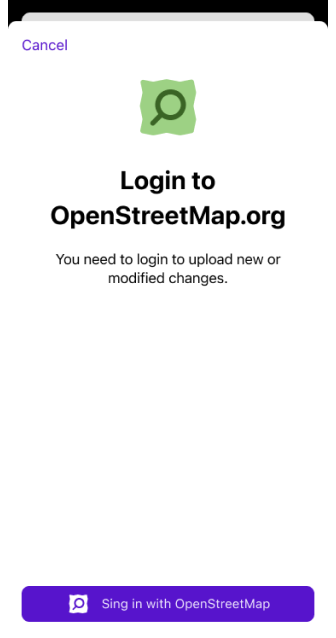 Cancel
Login to
OpenStreetMap.org
You need to login to upload new or
modified changes.
Sing in with OpenStreetMap